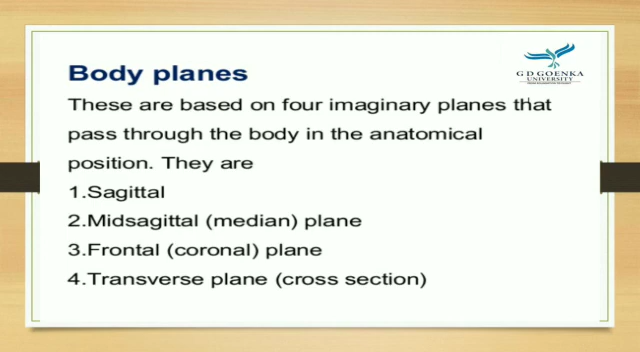 G D GOENKA
UNIVERSITY
Body planes
These are based on four imaginary planes that
pass through the body in the anatomical
position. They are
1.Sagittal
2.Midsagittal (median) plane
3.Frontal (coronal) plane
4.Transverse plane (cross section)